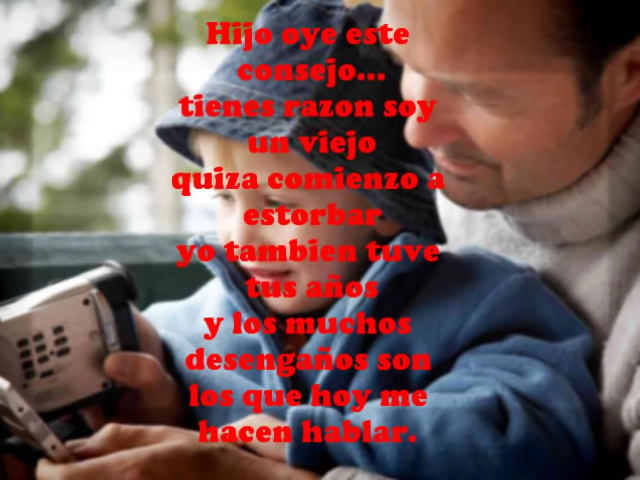 Hijo oye este
consejo...
tienes razon soy
un viejo
quiza comienzo a
estorbar
yo tambien tuve
tus años
y los muchos
desengaños son
los que hoy me
hacen hablar.